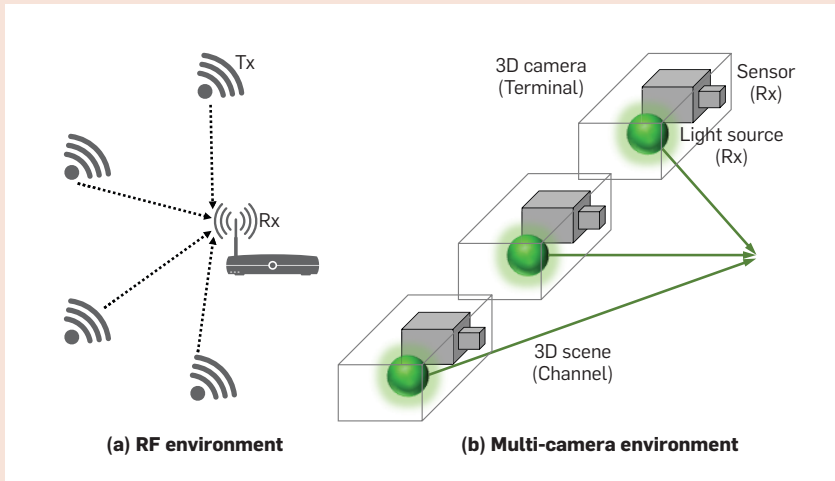 Tx
Rx
(a) RF environment
3D camera
(Terminal)
Sensor
(Rx)
Light source
(Rx)
3D scene
(Channel)
(b) Multi-camera environment